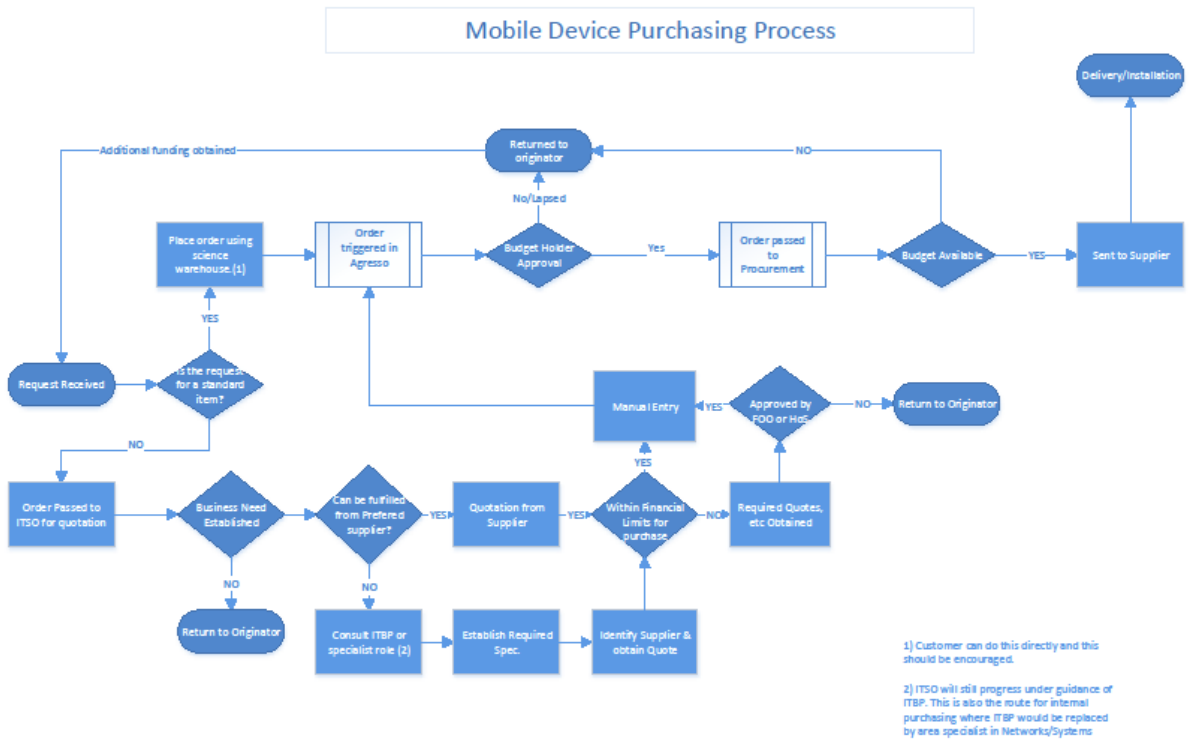 Mobile Device Purchasing Process
Delivery/Installation
Additional funding obtained
Returned to
originator
NO
No/Lapsed
Place order using
science
warehouse.(1)
Order
triggered in
Agresso
Budget Holder
Approval
Yes
Order passed
to
Procurement
Budget Available
YES
Sent to Supplier
YES
Request Received
Is the request
for a standard
item?
Manual Entry
YES
Approved by
FOO or HoS
NO
Return to Originator
NO
YES
Order Passed to
ITSO for quotation
Business Need
Established
Can be fulfilled
from Prefered
supplier?
YES
Quotation from
Supplier
YES
Within Financial
Limits for
purchase
NO
Required Quotes,
etc Obtained
NO
NO
Return to Originator
Consult ITBP or
specialist role (2)
Establish Required
Spec.
Identify Supplier &
obtain Quote
1) Customer can do this directly and this
should be encouraged.
2) ITSO will still progress under guidance of
ITBP. This is also the route for internal
purchasing where ITBP would be replaced
by area specialist in Networks/Systems